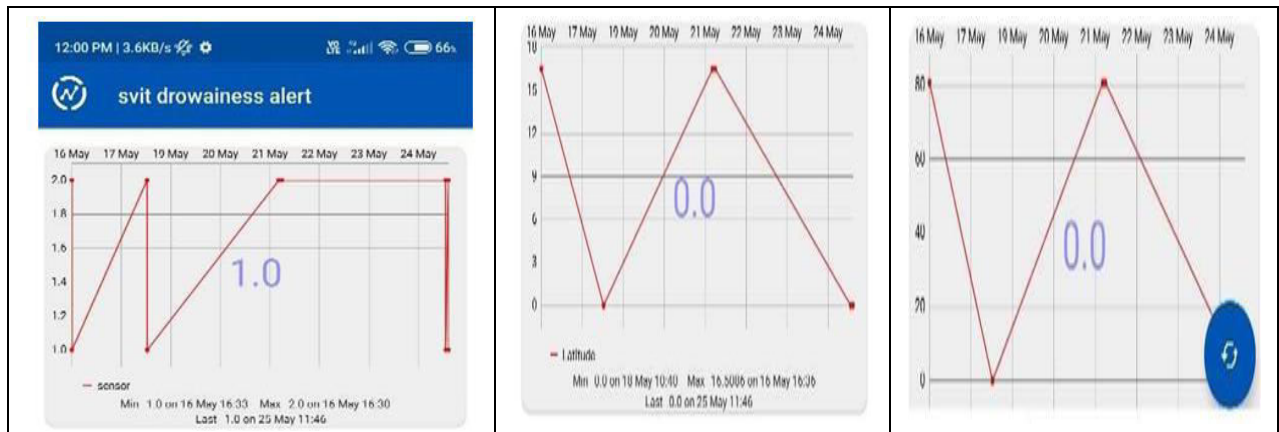 12:00 PM | 3.6KB/s 66%
svit drowainess alert
16 May 17 May 19 May 20 May 21 May 22 May 23 May 24 May
2.0
1.8
1.6
1.4
1.2
1.0
1.0
sensor
Min 1.0 on 16 May 16:33 Max 2.0 on 16 May 16:30
Last 1.0 on 25 May 11:46
16 May 17 May 19 May 20 May 21 May 22 May 23 May 24 May
18
15
12
9
6
3
0
0.0
Latitude
Min 0.0 on 18 May 10:40 Max 16.5086 on 16 May 16:36
Last 0.0 on 25 May 11:46
16 May 17 May 19 May 20 May 21 May 22 May 23 May 24 May
80
60
40
20
0
0.0